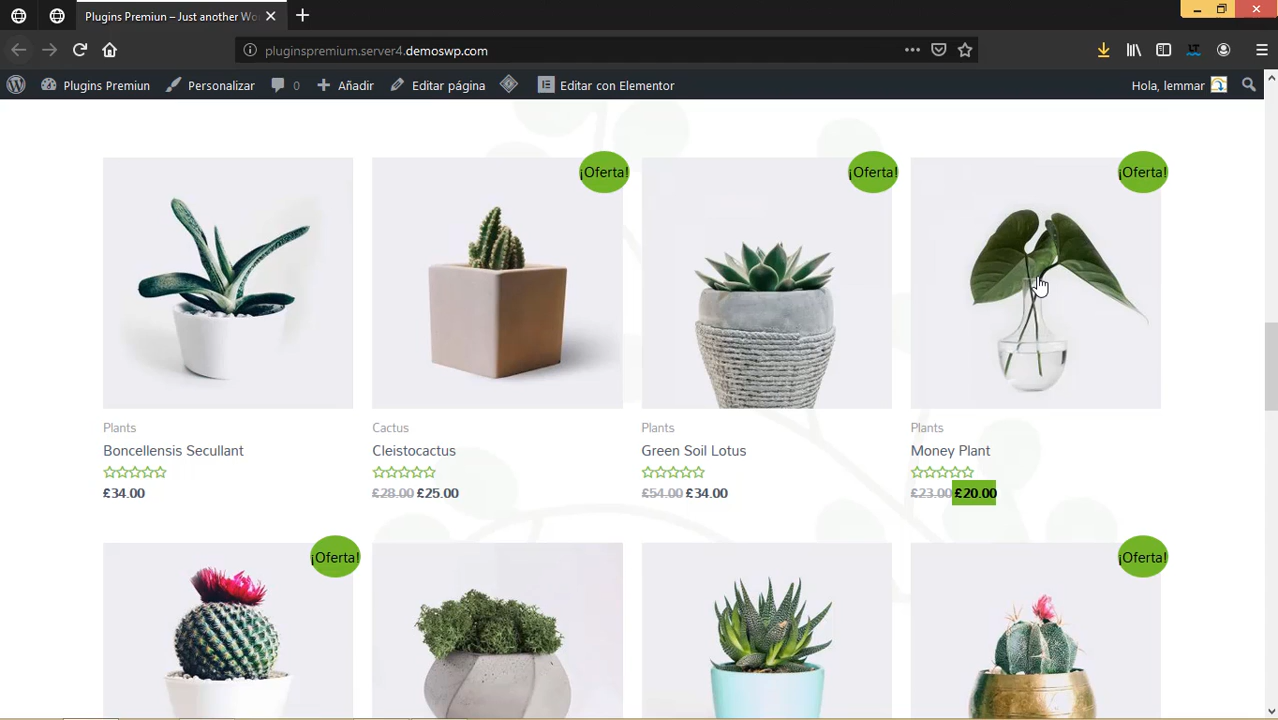 Plugins Premiun – Just another Wo
pluginspremium.server4.demoswp.com
Plugins Premiun Personalizar 0 Añadir Editar página Editar con Elementor Hola, lemmar
¡Oferta! ¡Oferta! ¡Oferta!
Plants Cactus Plants Plants
Boncellensis Secullant Cleistocactus Green Soil Lotus Money Plant
£34.00 £28.00 £25.00 £54.00 £34.00 £23.00 £20.00
¡Oferta! ¡Oferta!